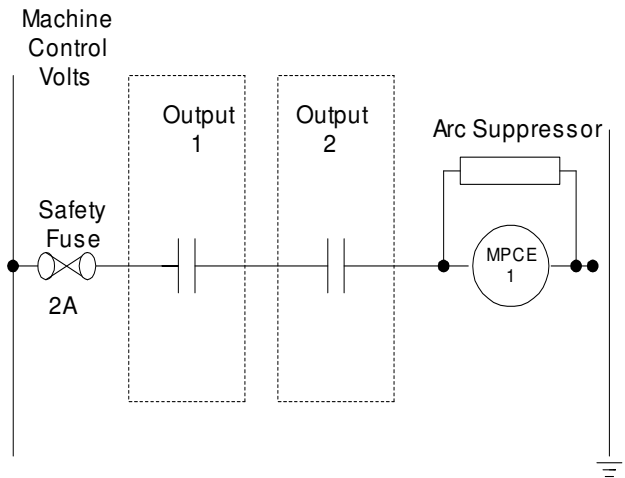 Machine
Control
Volts
Output
1
Output
2
Arc Suppressor
Safety
Fuse
2A
MPCE
1